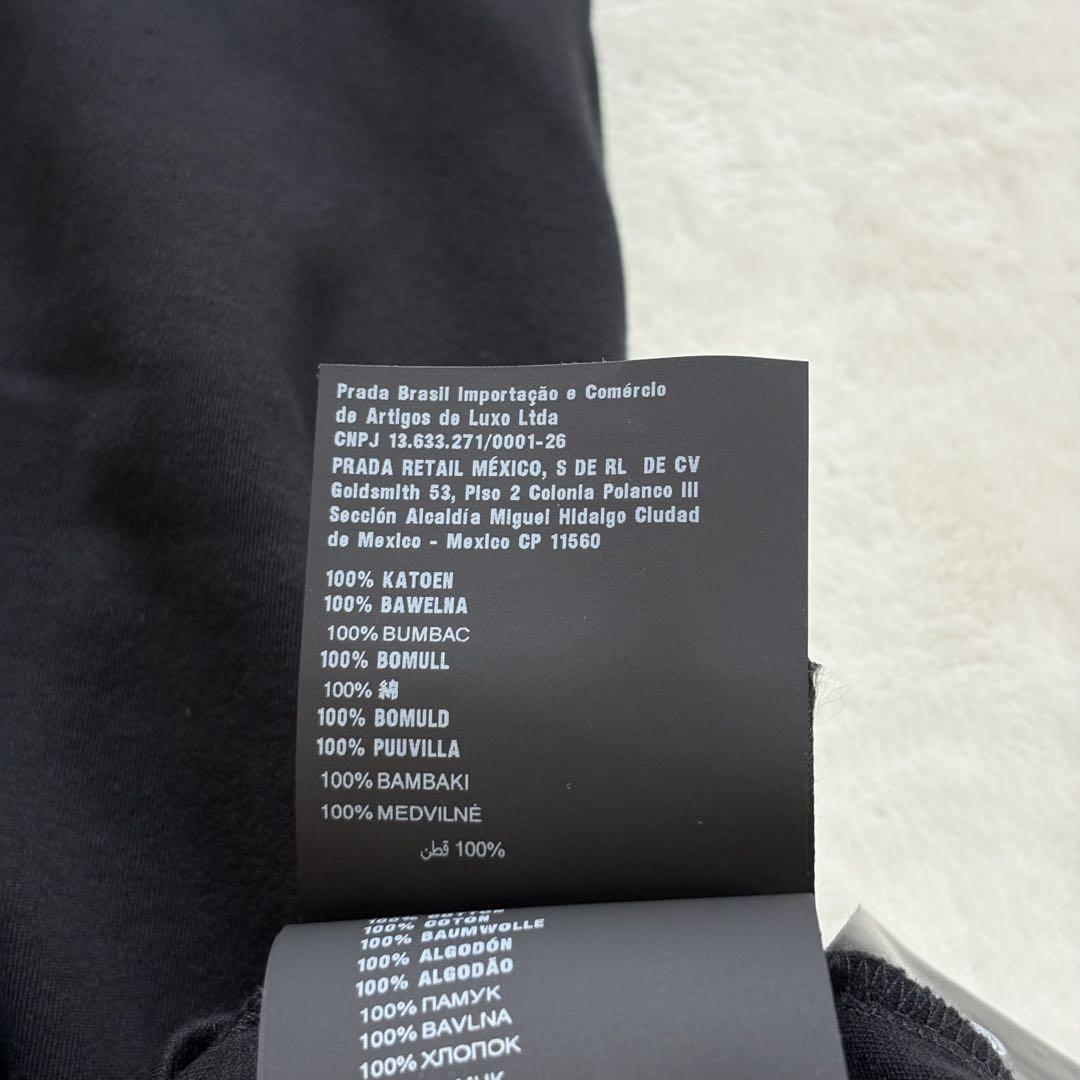 Prada Brasil Importação e Comércio
de Artigos de Luxo Ltda
CNPJ 13.633.271/0001-26
PRADA RETAIL MÉXICO, S DE RL DE CV
Goldsmith 53, Piso 2 Colonia Polanco III
Sección Alcaldía Miguel Hidalgo Ciudad
de Mexico - Mexico CP 11560
100% KATOEN
100% BAWELNA
100% BUMBAC
100% BOMULL
100% 綿
100% BOMULD
100% PUUVILLA
100% BAMBAKI
100% MEDVILNĖ
100% قطن
100% COTON
100% BAUMWOLLE
100% ALGODÓN
100% ALGODÃO
100% ПАМУК
100% BAVLNA
100% ХЛОПОК